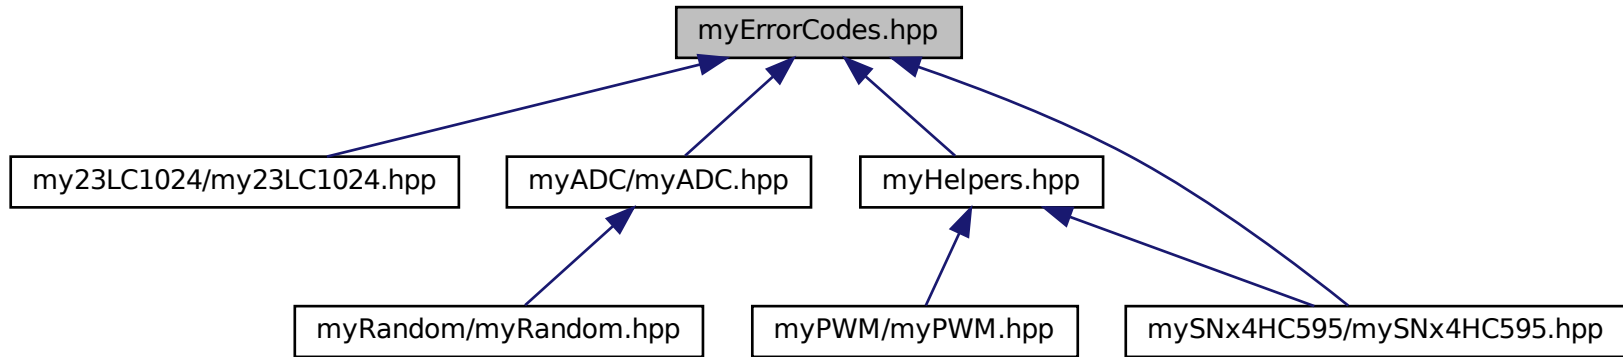 myErrorCodes.hpp
my23LC1024/my23LC1024.hpp
myADC/myADC.hpp
myHelpers.hpp
myRandom/myRandom.hpp
myPWM/myPWM.hpp
mySNx4HC595/mySNx4HC595.hpp